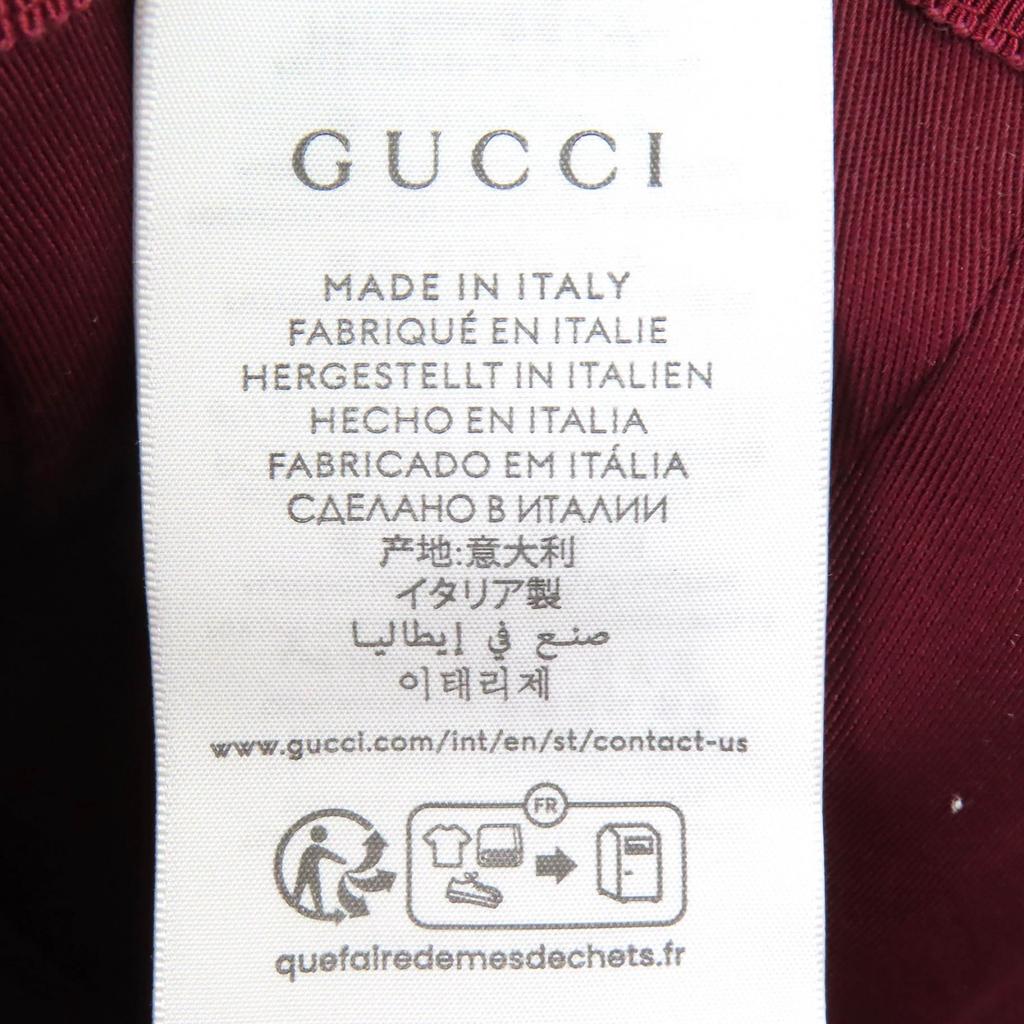 GUCCI
MADE IN ITALY
FABRIQUÉ EN ITALIE
HERGESTELLT IN ITALIEN
HECHO EN ITALIA
FABRICADO EM ITÁLIA
СДЕЛАНО В ИТАЛИИ
产地:意大利
イタリア製
صنع في إيطاليا
이태리제
www.gucci.com/int/en/st/contact-us
FR
quefairedemesdechets.fr